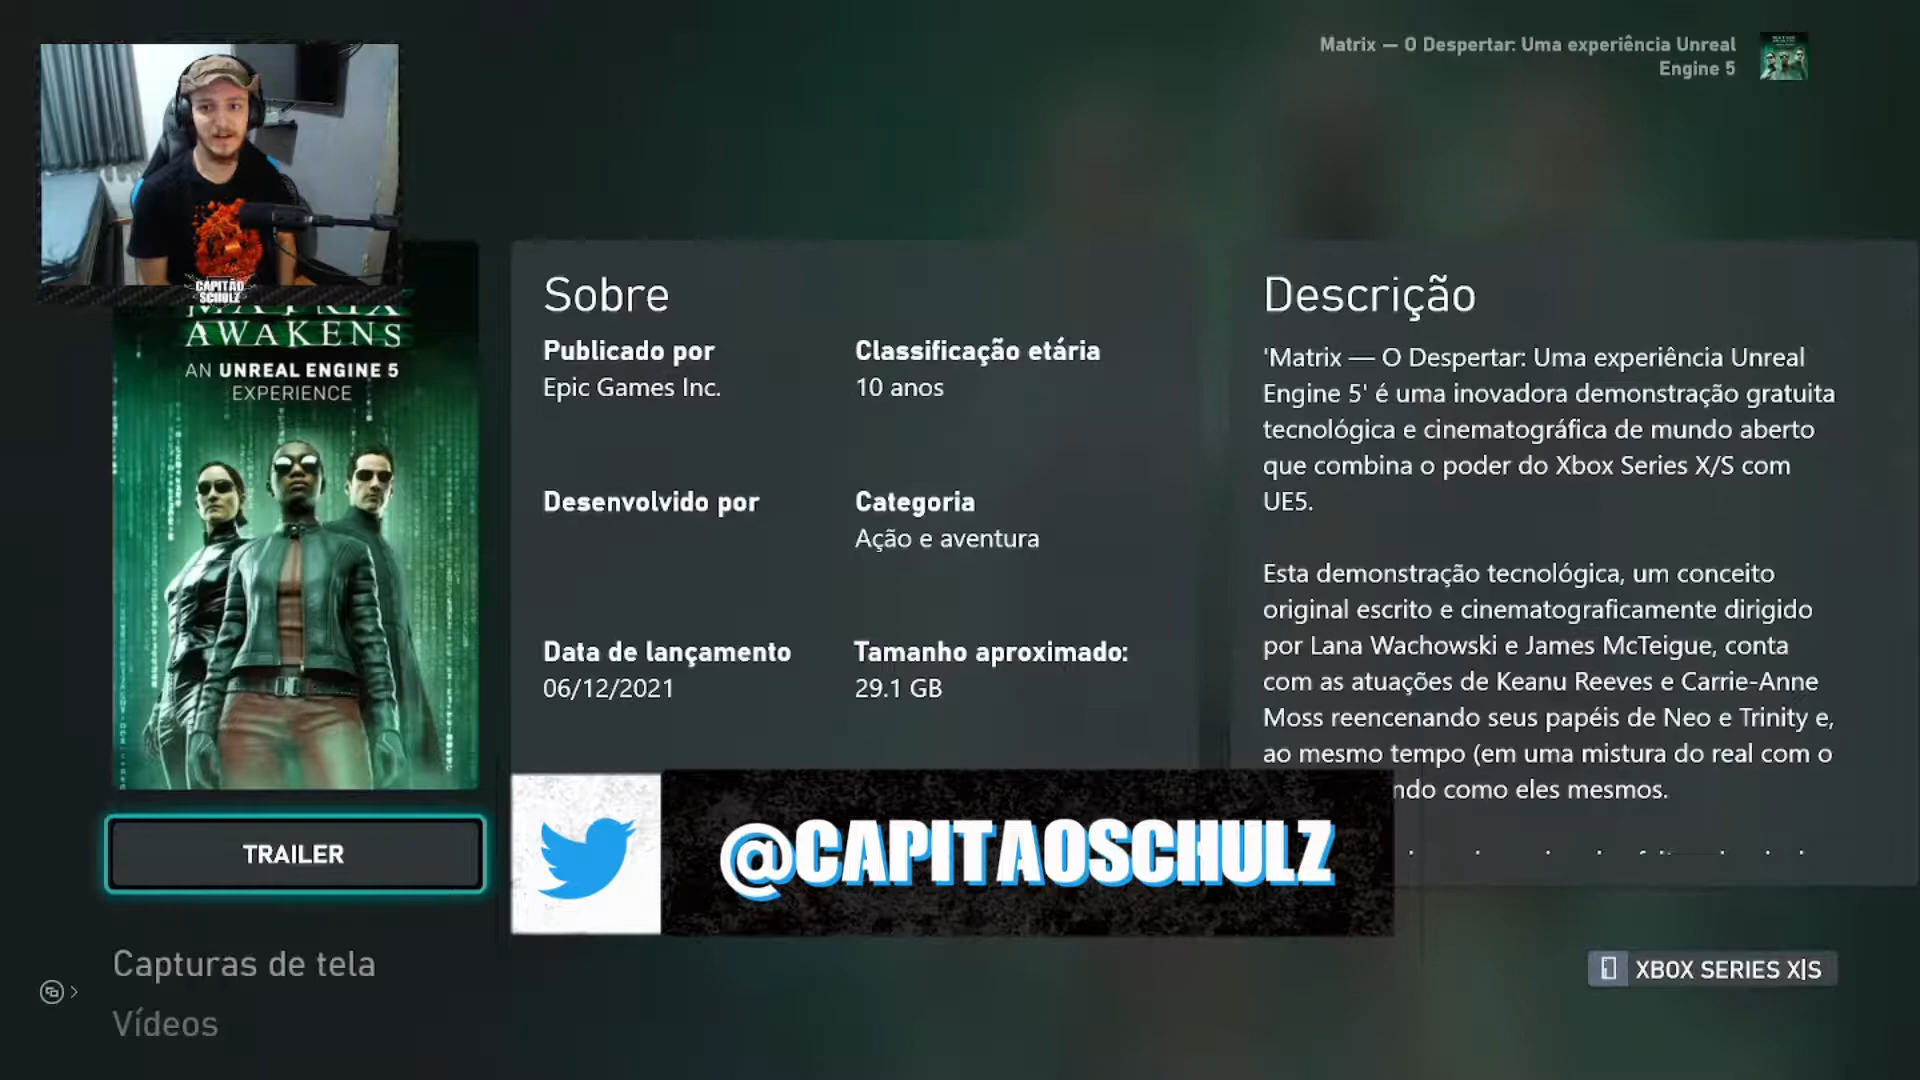 Matrix — O Despertar: Uma experiência Unreal
Engine 5
CAPITÃO
SCHULZ
MATRIX
AWAKENS
AN UNREAL ENGINE 5
EXPERIENCE
TRAILER
Capturas de tela
Vídeos
Sobre
Publicado por
Epic Games Inc.
Classificação etária
10 anos
Desenvolvido por
Categoria
Ação e aventura
Data de lançamento
06/12/2021
Tamanho aproximado:
29.1 GB
Descrição
'Matrix — O Despertar: Uma experiência Unreal
Engine 5' é uma inovadora demonstração gratuita
tecnológica e cinematográfica de mundo aberto
que combina o poder do Xbox Series X/S com
UE5.
Esta demonstração tecnológica, um conceito
original escrito e cinematograficamente dirigido
por Lana Wachowski e James McTeigue, conta
com as atuações de Keanu Reeves e Carrie-Anne
Moss reencenando seus papéis de Neo e Trinity e,
ao mesmo tempo (em uma mistura do real com o
ndo como eles mesmos.
@CAPITAOSCHULZ
XBOX SERIES X|S